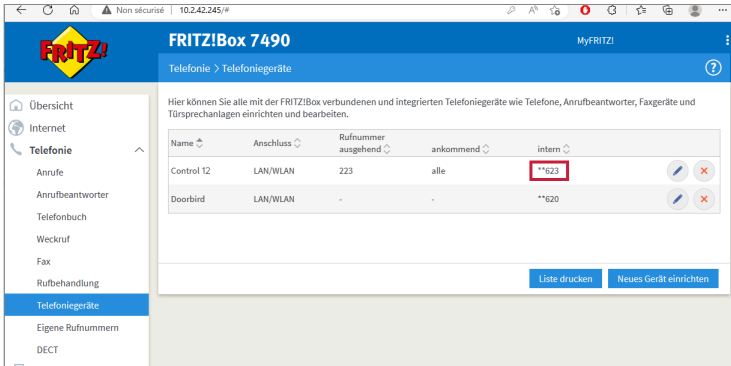 Non sécurisé
10.2.42.245/#
FRITZ!
FRITZ!Box 7490
MyFRITZ!
Telefonie > Telefoniegeräte
?
Übersicht
Internet
Telefonie
Anrufe
Anrufbeantworter
Telefonbuch
Weckruf
Fax
Rufbehandlung
Telefoniegeräte
Eigene Rufnummern
DECT
Hier können Sie alle mit der FRITZ!Box verbundenen und integrierten Telefoniegeräte wie Telefone, Anrufbeantworter, Faxgeräte und
Türsprechanlagen einrichten und bearbeiten.
Name Anschluss Rufnummer ausgehend ankommend intern
Control 12 LAN/WLAN 223 alle **623
Doorbird LAN/WLAN - - **620
Liste drucken Neues Gerät einrichten